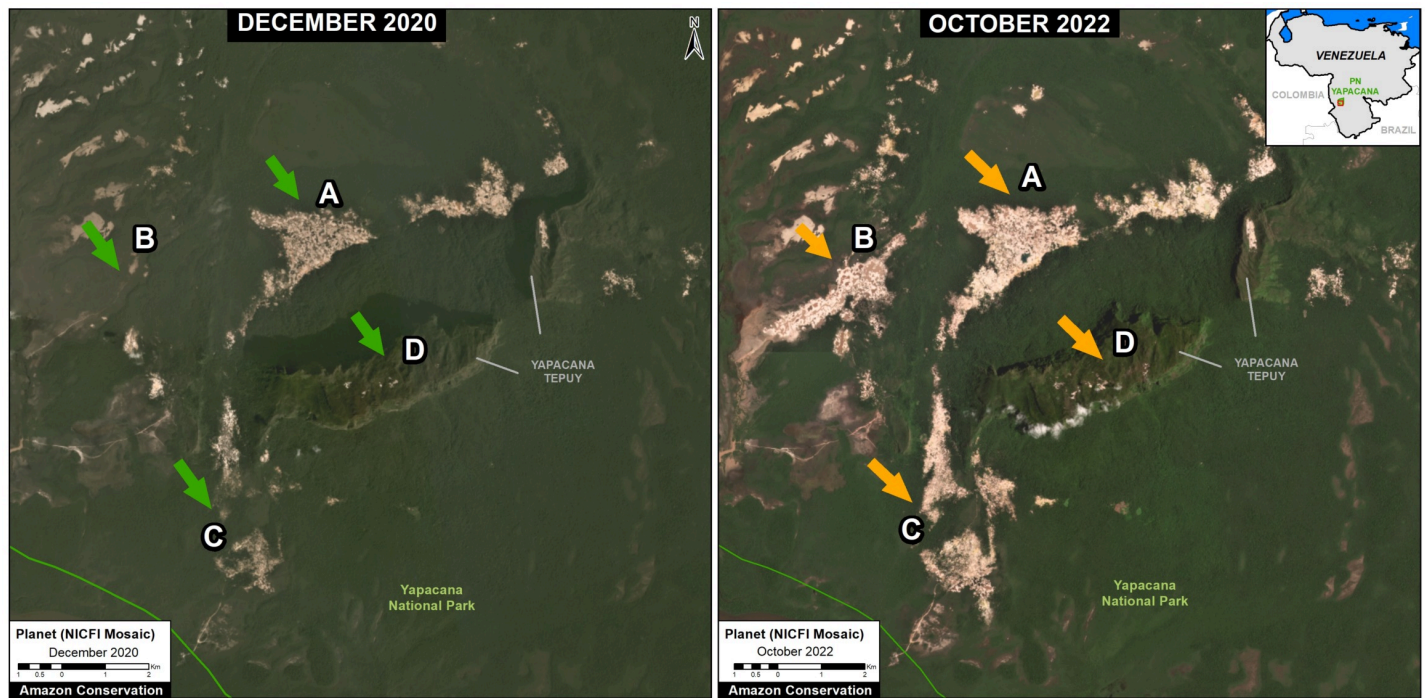 DECEMBER 2020
N
A
B
D
YAPACANA
TEPUY
C
Yapacana
National Park
Planet (NICFI Mosaic)
December 2020
1 0.5 0 1 2 Km
Amazon Conservation
OCTOBER 2022
VENEZUELA
PN
YAPACANA
COLOMBIA
BRAZIL
A
B
D
YAPACANA
TEPUY
C
Yapacana
National Park
Planet (NICFI Mosaic)
October 2022
1 0.5 0 1 2 Km
Amazon Conservation